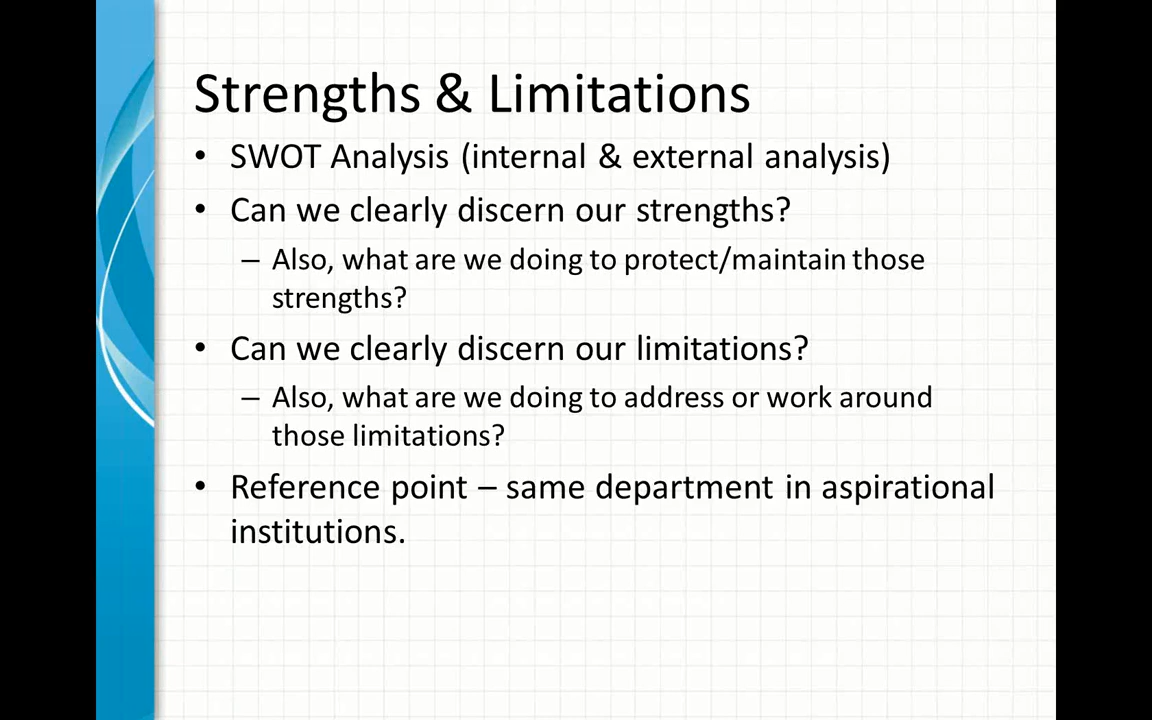 Strengths & Limitations
• SWOT Analysis (internal & external analysis)
• Can we clearly discern our strengths?
– Also, what are we doing to protect/maintain those
strengths?
• Can we clearly discern our limitations?
– Also, what are we doing to address or work around
those limitations?
• Reference point – same department in aspirational
institutions.